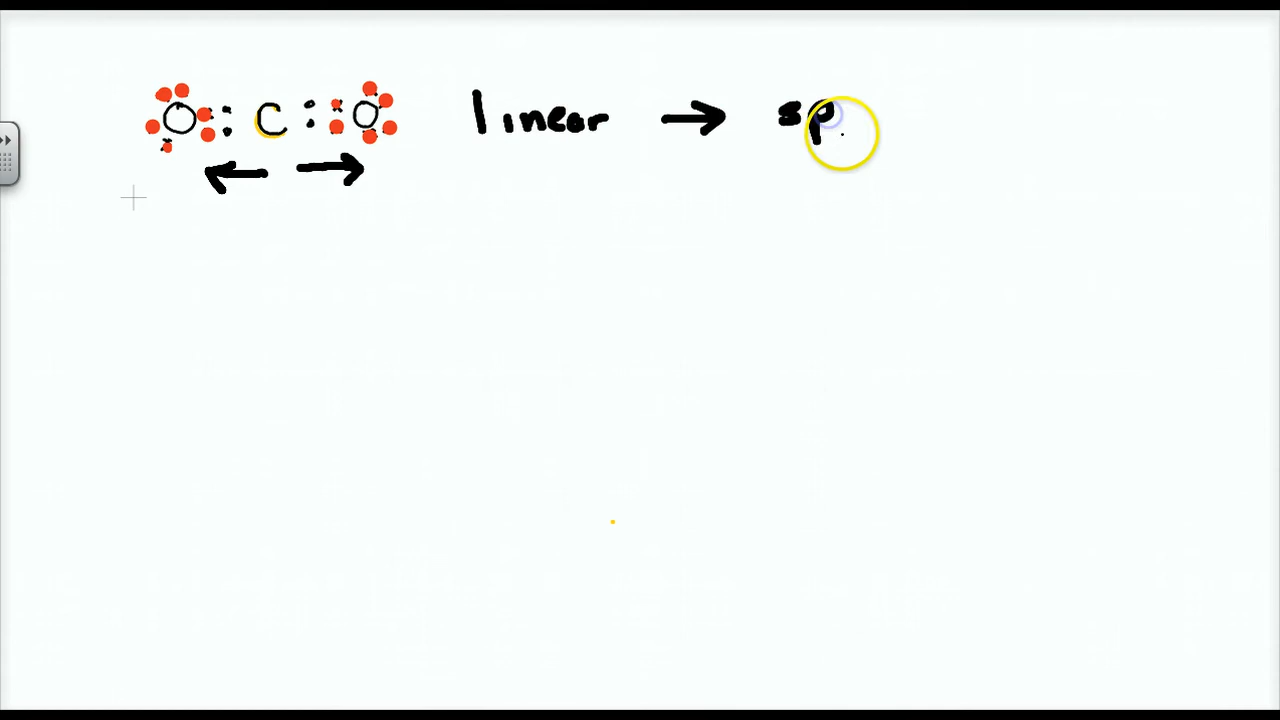 O : C : O linear → sp